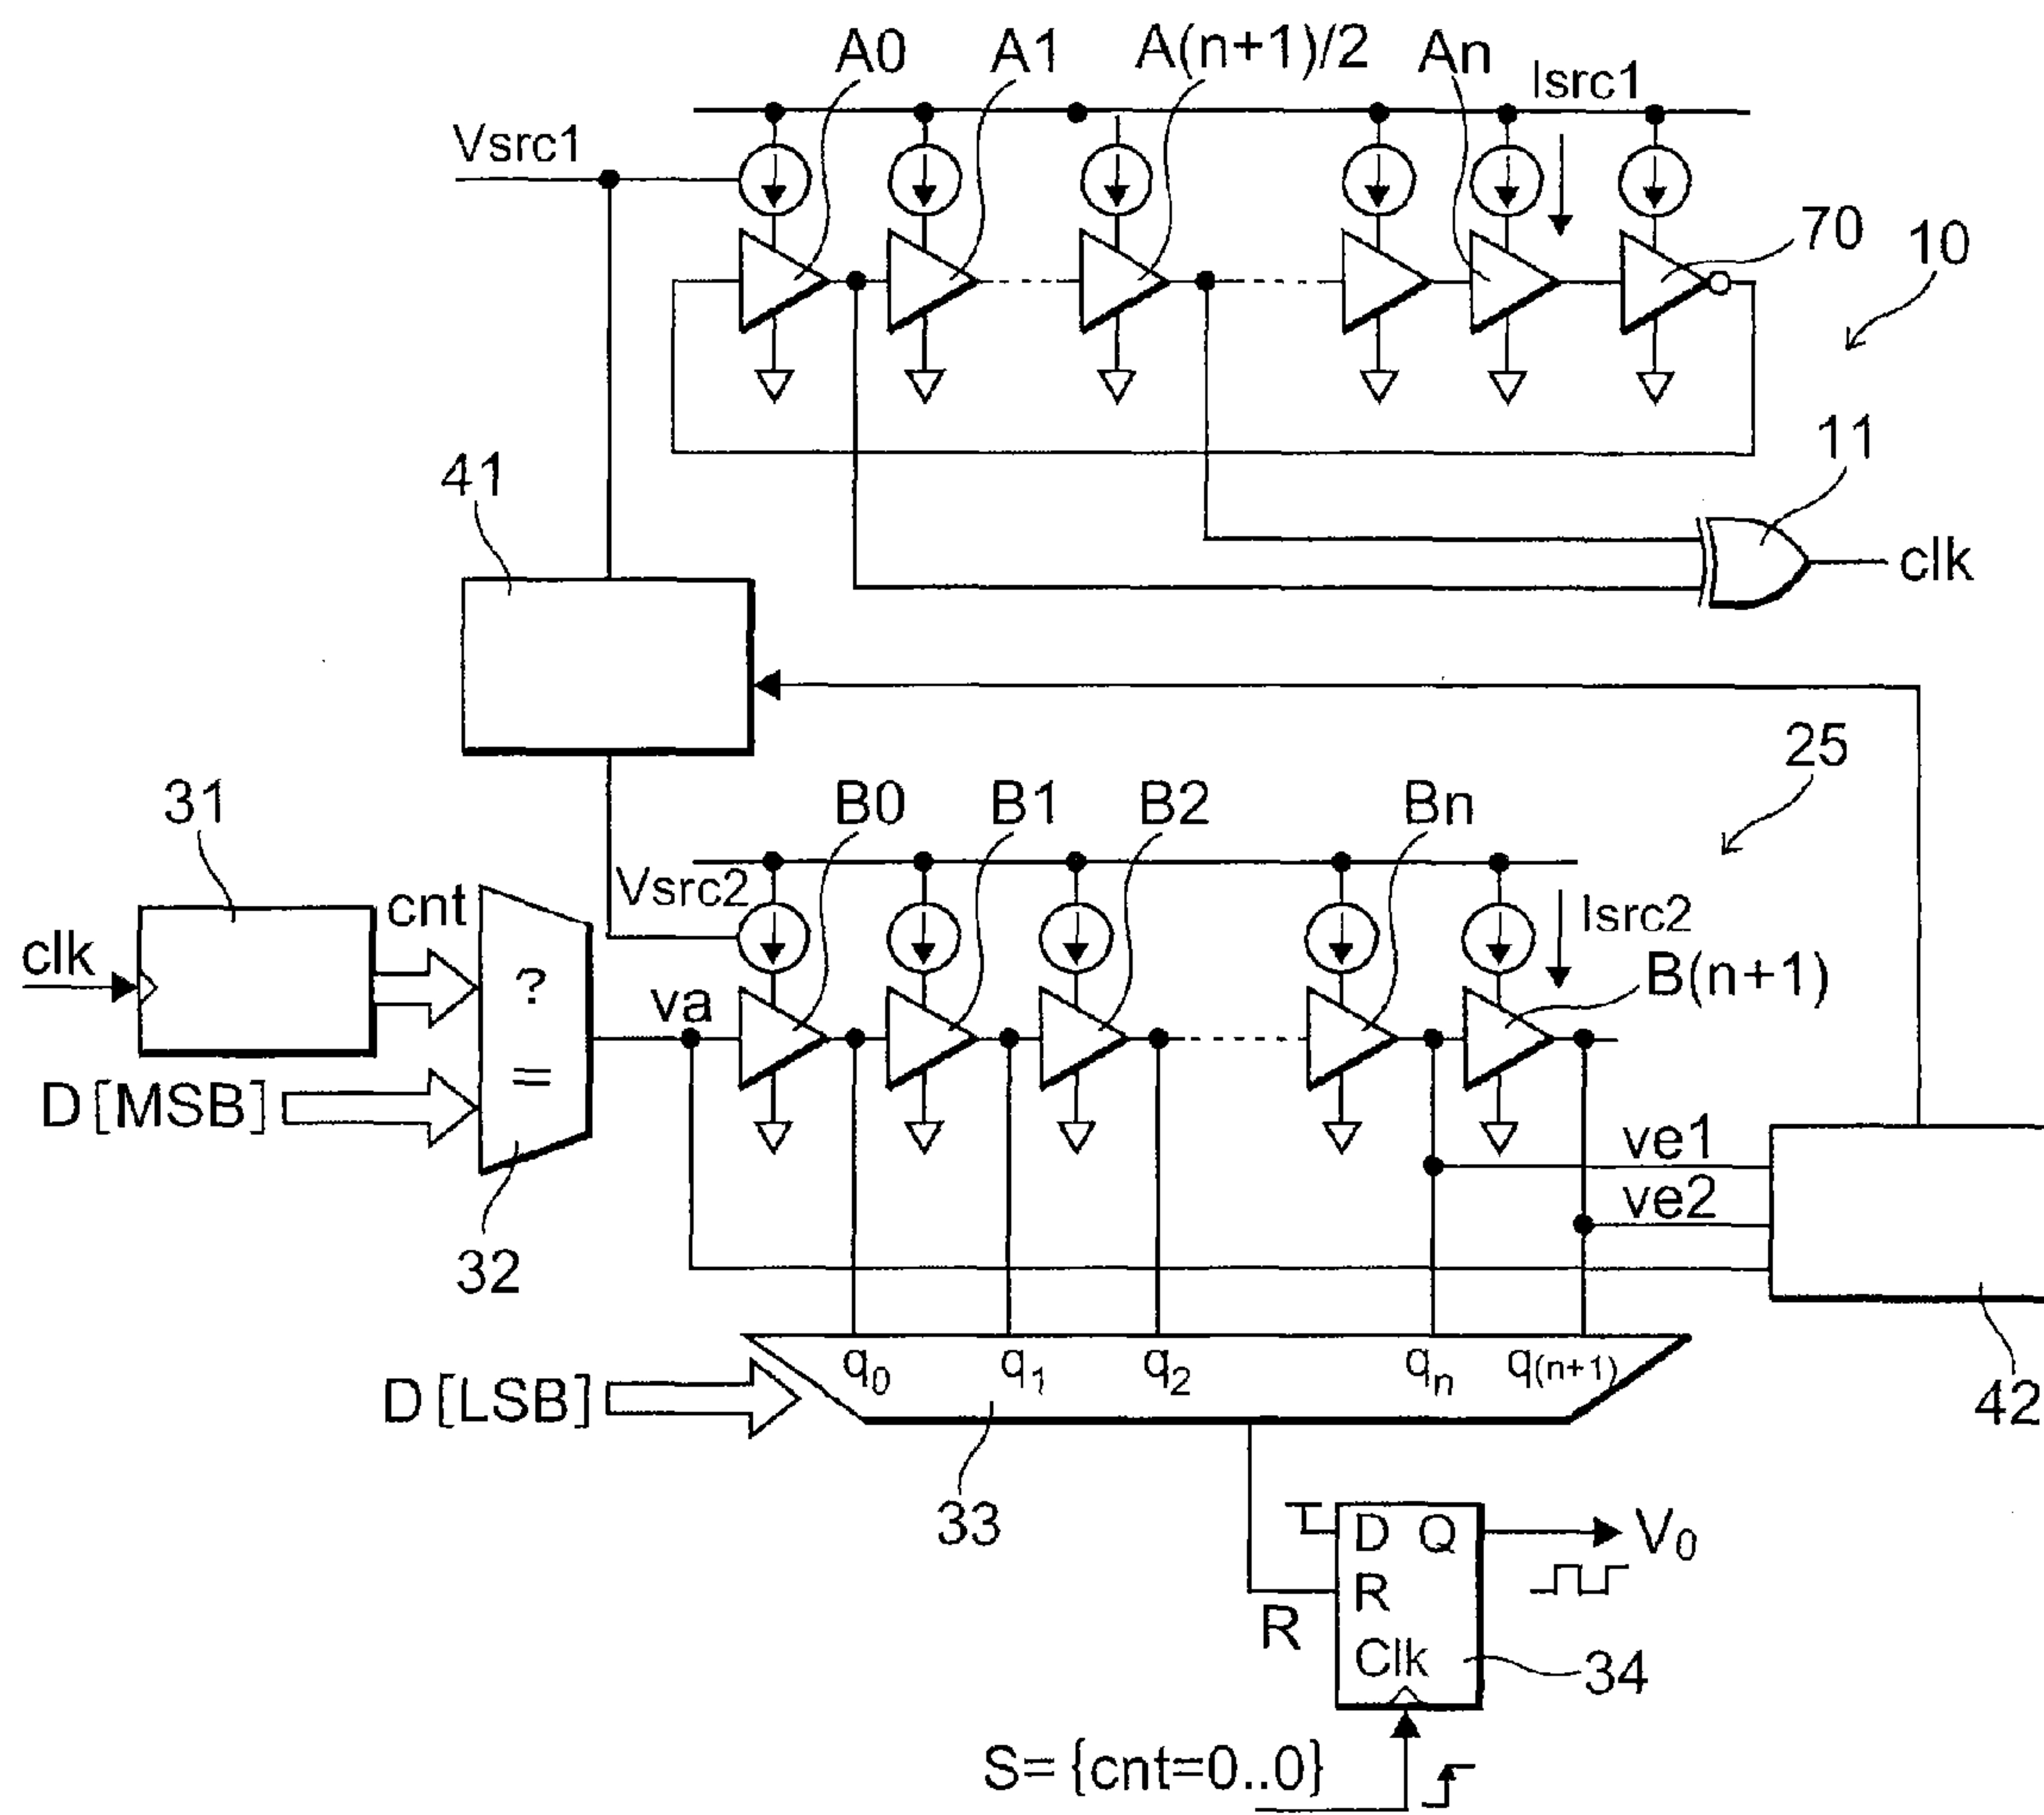 A0 A1 A(n+1)/2 An Isrc1
Vsrc1
70
10
11
clk
41
25
31
B0 B1 B2 Bn
cnt
Vsrc2
Isrc2
clk
?
=
va
B(n+1)
D[MSB]
ve1
ve2
32
q0 q1 q2 qn q(n+1)
D[LSB]
42
33
D Q
V0
R
R
Clk
34
S={cnt=0..0}